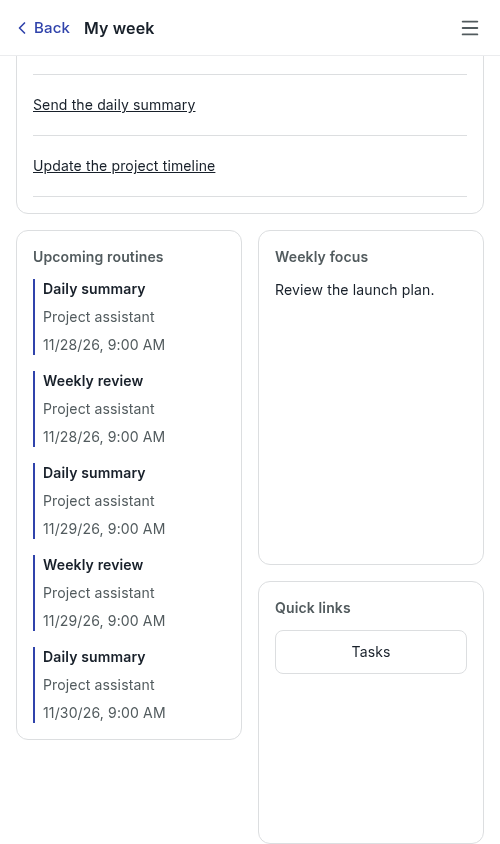 Back My week
Send the daily summary
Update the project timeline
Upcoming routines
Daily summary
Project assistant
11/28/26, 9:00 AM
Weekly review
Project assistant
11/28/26, 9:00 AM
Daily summary
Project assistant
11/29/26, 9:00 AM
Weekly review
Project assistant
11/29/26, 9:00 AM
Daily summary
Project assistant
11/30/26, 9:00 AM
Weekly focus
Review the launch plan.
Quick links
Tasks